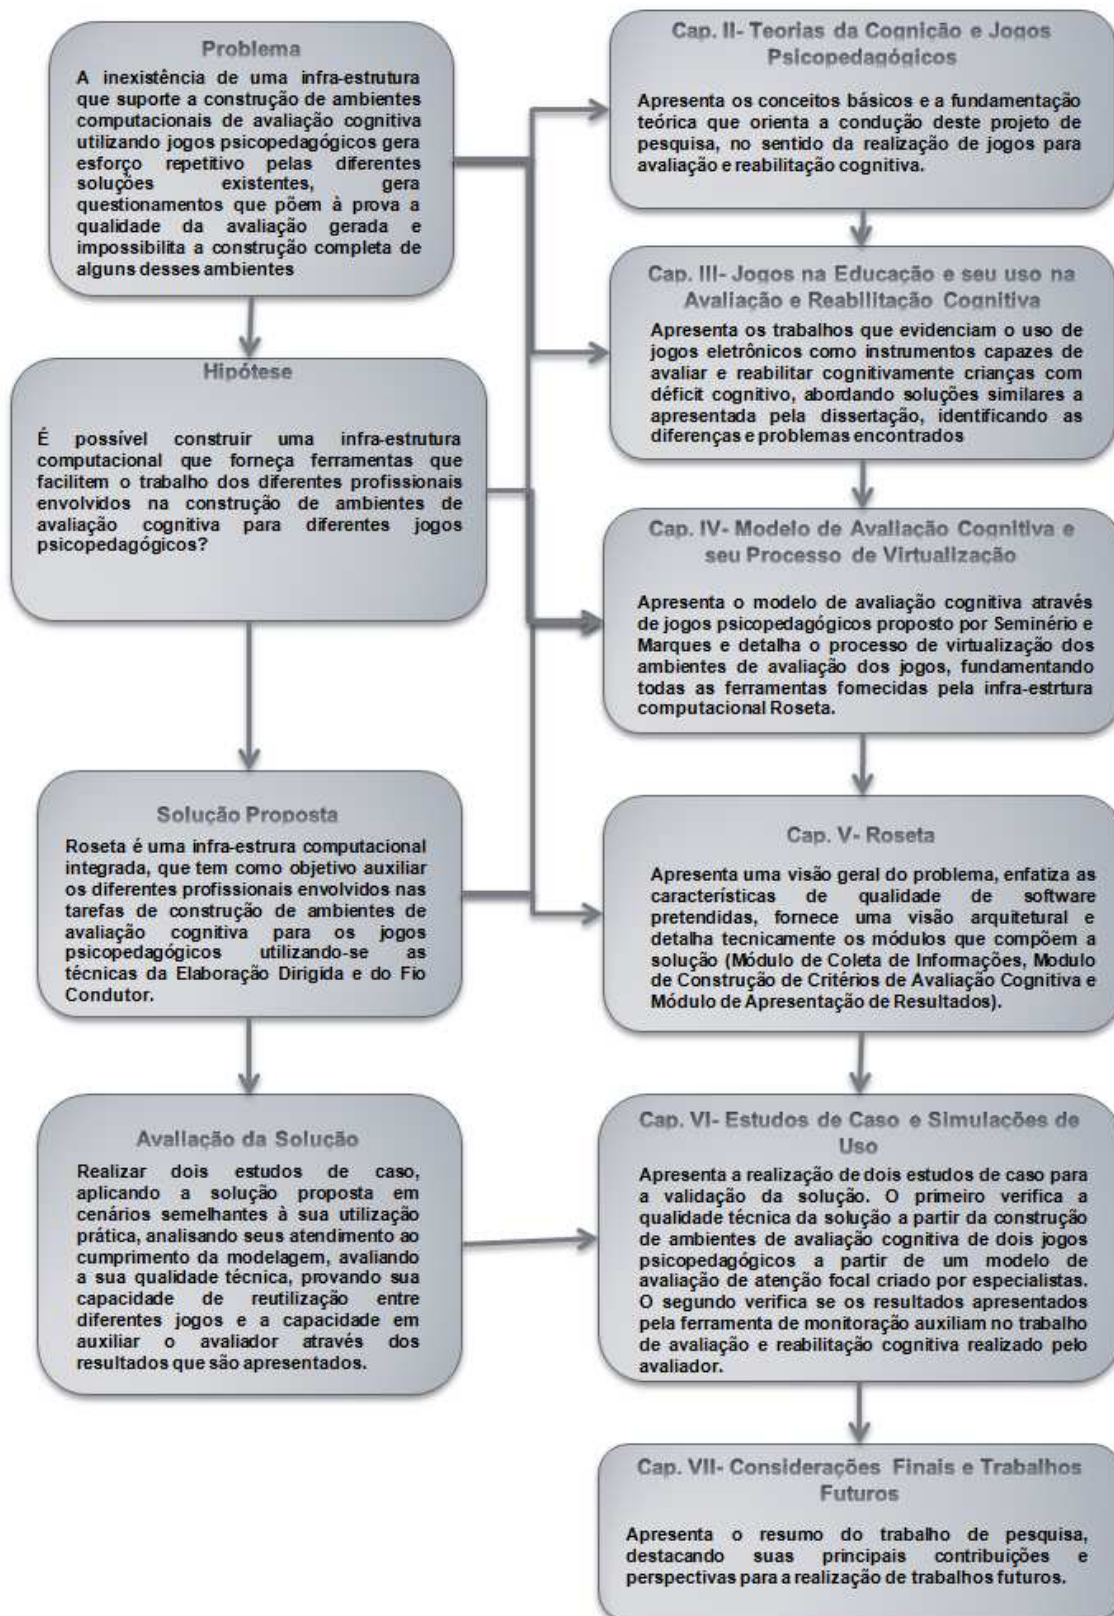 Problema
A inexistência de uma infra-estrutura
que suporte a construção de ambientes
computacionais de avaliação cognitiva
utilizando jogos psicopedagógicos gera
esforço repetitivo pelas diferentes
soluções existentes, gera
questionamentos que põem à prova a
qualidade da avaliação gerada e
impossibilita a construção completa de
alguns desses ambientes
Hipótese
É possível construir uma infra-estrutura
computacional que forneça ferramentas que
facilitem o trabalho dos diferentes profissionais
envolvidos na construção de ambientes de
avaliação cognitiva para diferentes jogos
psicopedagógicos?
Solução Proposta
Roseta é uma infra-estrura computacional
integrada, que tem como objetivo auxiliar
os diferentes profissionais envolvidos nas
tarefas de construção de ambientes de
avaliação cognitiva para os jogos
psicopedagógicos utilizando-se as
técnicas da Elaboração Dirigida e do Fio
Condutor.
Avaliação da Solução
Realizar dois estudos de caso,
aplicando a solução proposta em
cenários semelhantes à sua utilização
prática, analisando seus atendimento ao
cumprimento da modelagem, avaliando
a sua qualidade técnica, provando sua
capacidade de reutilização entre
diferentes jogos e a capacidade em
auxiliar o avaliador através dos
resultados que são apresentados.
Cap. II- Teorias da Cognição e Jogos
Psicopedagógicos
Apresenta os conceitos básicos e a fundamentação
teórica que orienta a condução deste projeto de
pesquisa, no sentido da realização de jogos para
avaliação e reabilitação cognitiva.
Cap. III- Jogos na Educação e seu uso na
Avaliação e Reabilitação Cognitiva
Apresenta os trabalhos que evidenciam o uso de
jogos eletrônicos como instrumentos capazes de
avaliar e reabilitar cognitivamente crianças com
déficit cognitivo, abordando soluções similares a
apresentada pela dissertação, identificando as
diferenças e problemas encontrados
Cap. IV- Modelo de Avaliação Cognitiva e
seu Processo de Virtualização
Apresenta o modelo de avaliação cognitiva através
de jogos psicopedagógicos proposto por Seminério e
Marques e detalha o processo de virtualização dos
ambientes de avaliação dos jogos, fundamentando
todas as ferramentas fornecidas pela infra-estrtura
computacional Roseta.
Cap. V- Roseta
Apresenta uma visão geral do problema, enfatiza as
características de qualidade de software
pretendidas, fornece uma visão arquitetural e
detalha tecnicamente os módulos que compõem a
solução (Módulo de Coleta de Informações, Modulo
de Construção de Critérios de Avaliação Cognitiva e
Módulo de Apresentação de Resultados).
Cap. VI- Estudos de Caso e Simulações de
Uso
Apresenta a realização de dois estudos de caso para
a validação da solução. O primeiro verifica a
qualidade técnica da solução a partir da construção
de ambientes de avaliação cognitiva de dois jogos
psicopedagógicos a partir de um modelo de
avaliação de atenção focal criado por especialistas.
O segundo verifica se os resultados apresentados
pela ferramenta de monitoração auxiliam no trabalho
de avaliação e reabilitação cognitiva realizado pelo
avaliador.
Cap. VII- Considerações Finais e Trabalhos
Futuros
Apresenta o resumo do trabalho de pesquisa,
destacando suas principais contribuições e
perspectivas para a realização de trabalhos futuros.